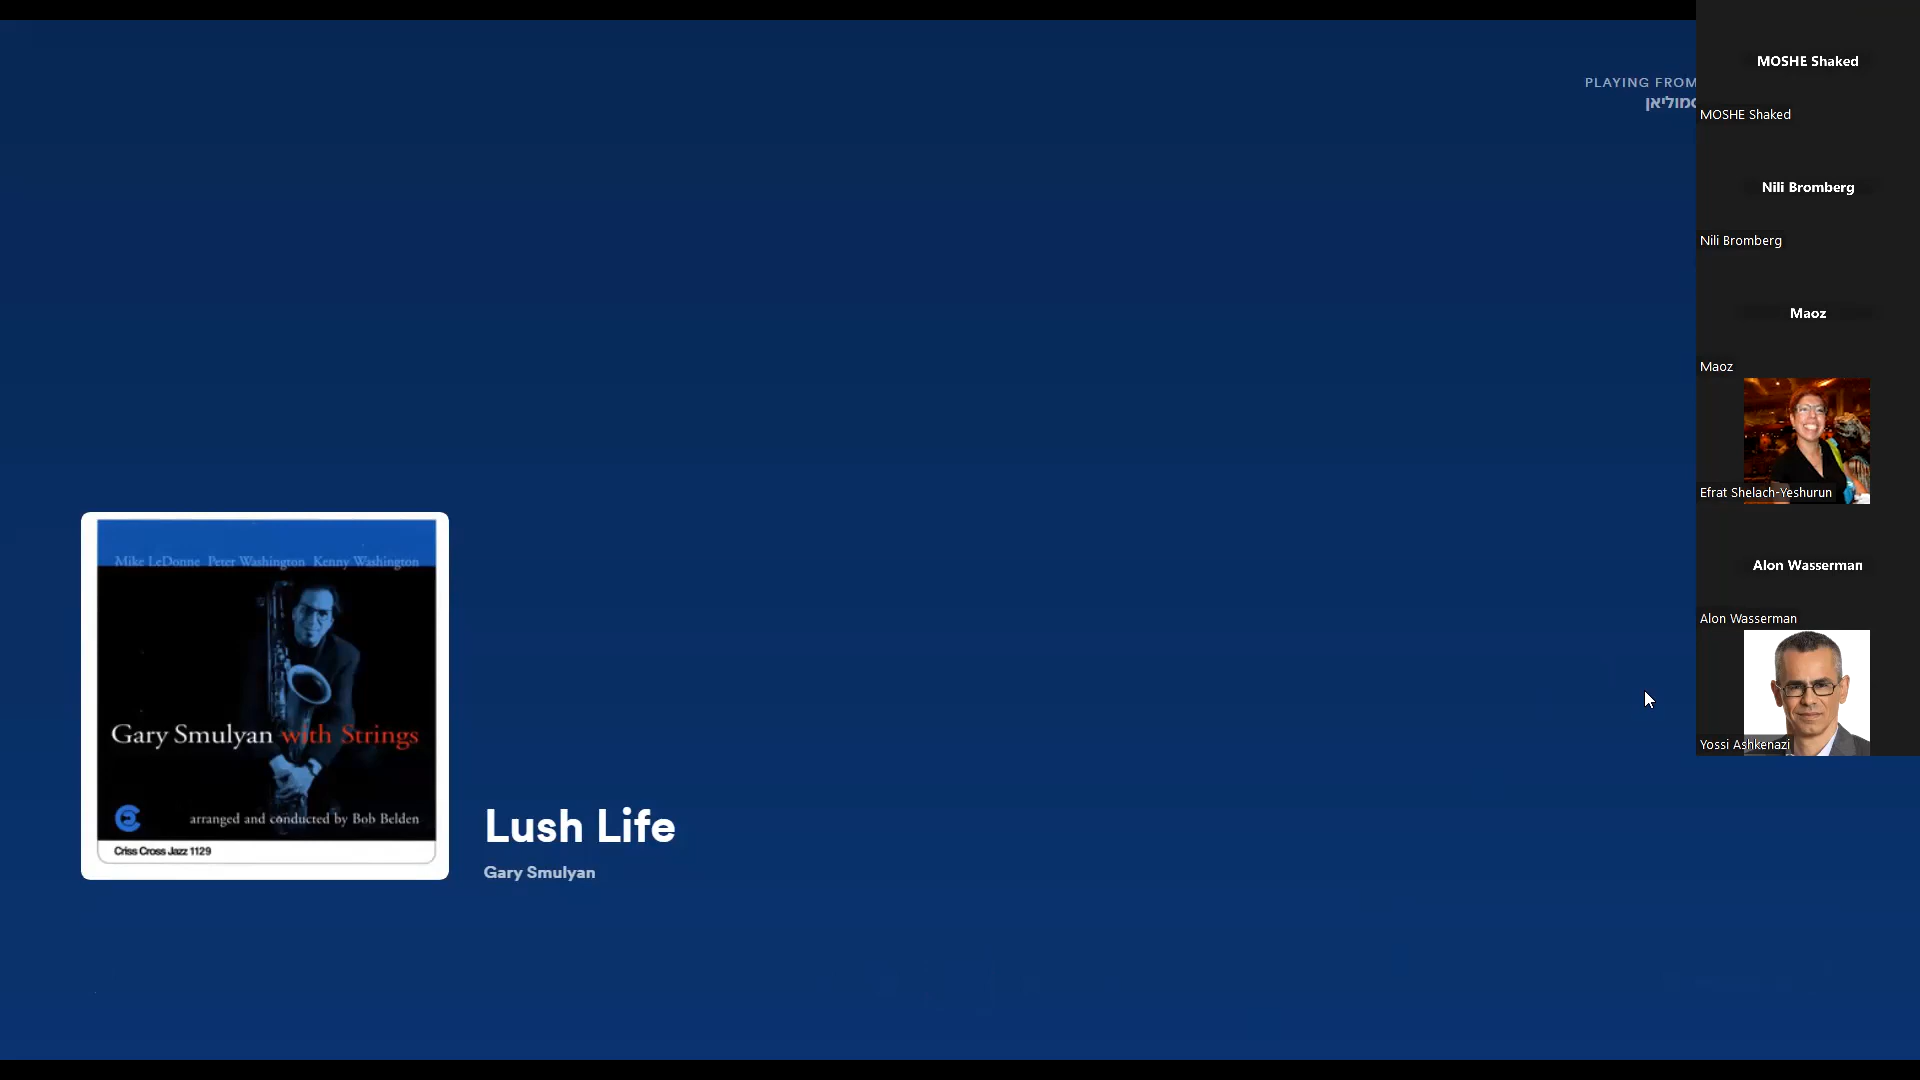 PLAYING FROM
סמוליאן
Mike LeDonne Peter Washington Kenny Washington
Gary Smulyan with Strings
arranged and conducted by Bob Belden
Criss Cross Jazz 1129
Lush Life
Gary Smulyan
MOSHE Shaked
MOSHE Shaked
Nili Bromberg
Nili Bromberg
Maoz
Maoz
Efrat Shelach-Yeshurun
Alon Wasserman
Alon Wasserman
Yossi Ashkenazi